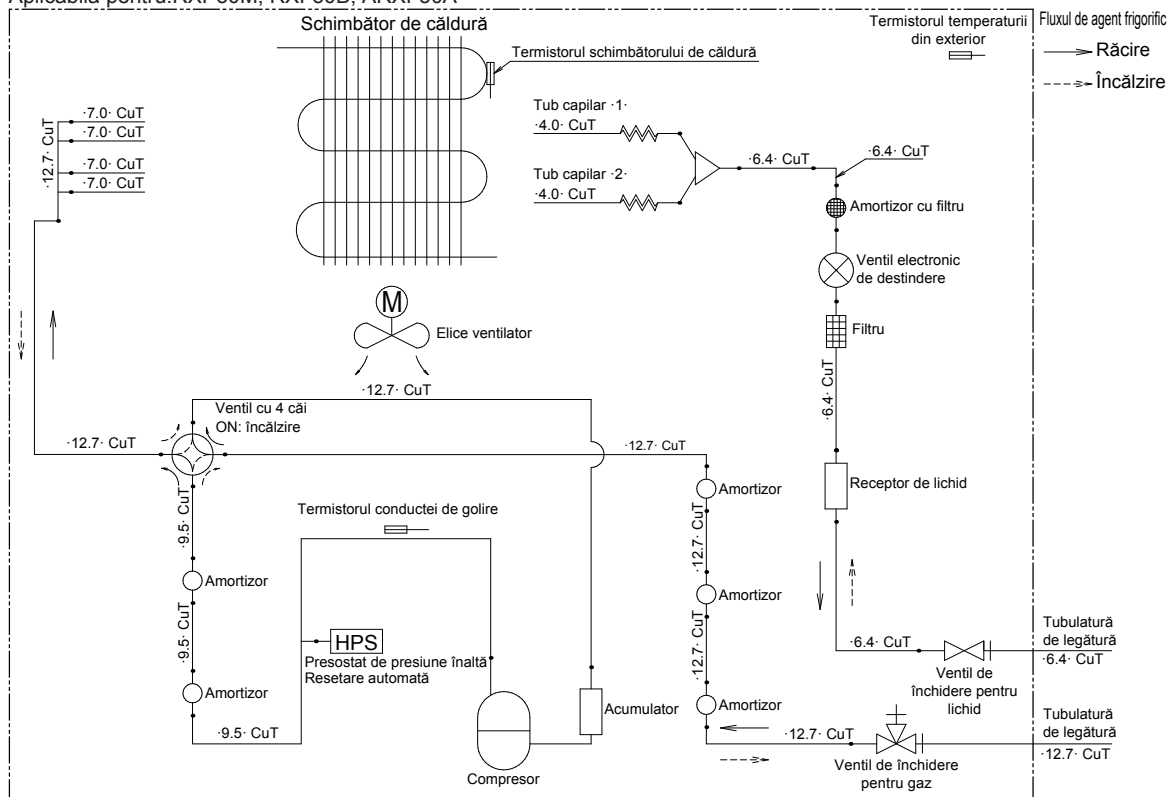 Aplicabilă pentru:RXP50M, RXF50B, ARXF50A
Schimbător de căldură
Termistorul schimbătorului de căldură
Termistorul temperaturii
din exterior
Fluxul de agent frigorific
Răcire
Încălzire
·7.0· CuT
·7.0· CuT
·7.0· CuT
·7.0· CuT
·12.7· CuT
Tub capilar ·1·
·4.0· CuT
Tub capilar ·2·
·4.0· CuT
·6.4· CuT
·6.4· CuT
Amortizor cu filtru
Ventil electronic
de destindere
Filtru
·6.4· CuT
Receptor de lichid
M
Elice ventilator
·12.7· CuT
Ventil cu 4 căi
ON: încălzire
·12.7· CuT
·12.7· CuT
·9.5· CuT
Amortizor
·9.5· CuT
Amortizor
·9.5· CuT
Termistorul conductei de golire
HPS
Presostat de presiune înaltă
Resetare automată
Compresor
Acumulator
Amortizor
·12.7· CuT
Amortizor
·12.7· CuT
Amortizor
·12.7· CuT
·6.4· CuT
Ventil de
închidere pentru
lichid
Tubulatură
de legătură
·6.4· CuT
Ventil de închidere
pentru gaz
Tubulatură
de legătură
·12.7· CuT